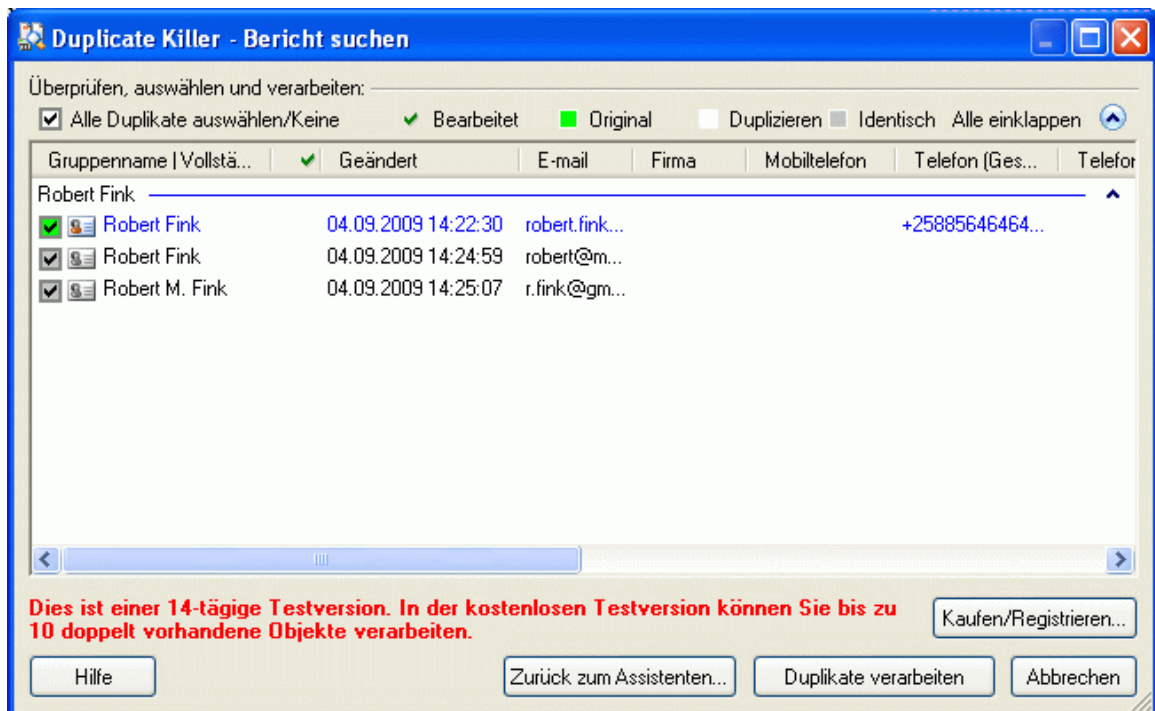 Duplicate Killer - Bericht suchen
Überprüfen, auswählen und verarbeiten:
Alle Duplikate auswählen/Keine Bearbeitet Original Duplizieren Identisch Alle einklappen
Gruppenname | Vollstä... Geändert E-mail Firma Mobiltelefon Telefon (Ges... Telefon
Robert Fink
Robert Fink 04.09.2009 14:22:30 robert.fink... +25885646464...
Robert Fink 04.09.2009 14:24:59 robert@m...
Robert M. Fink 04.09.2009 14:25:07 r.fink@gm...
Dies ist einer 14-tägige Testversion. In der kostenlosen Testversion können Sie bis zu
10 doppelt vorhandene Objekte verarbeiten.
Kaufen/Registrieren...
Hilfe Zurück zum Assistenten... Duplikate verarbeiten Abbrechen